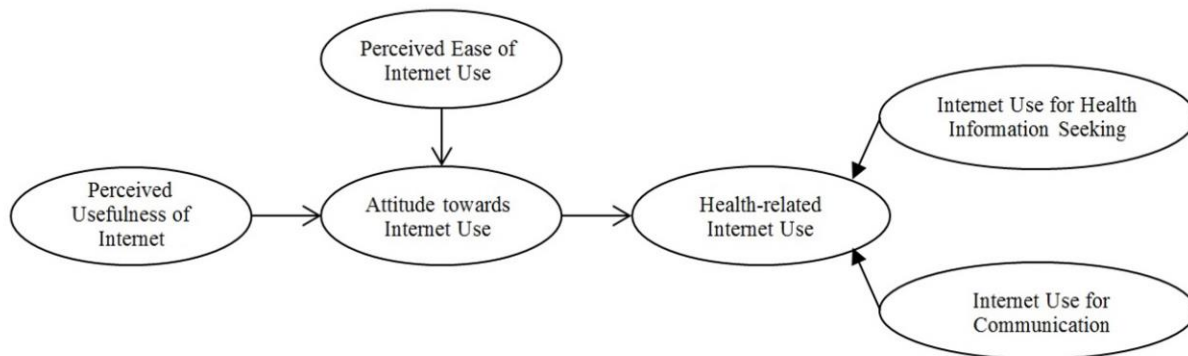 Perceived Ease of
Internet Use
Internet Use for Health
Information Seeking
Perceived
Usefulness of
Internet
Attitude towards
Internet Use
Health-related
Internet Use
Internet Use for
Communication